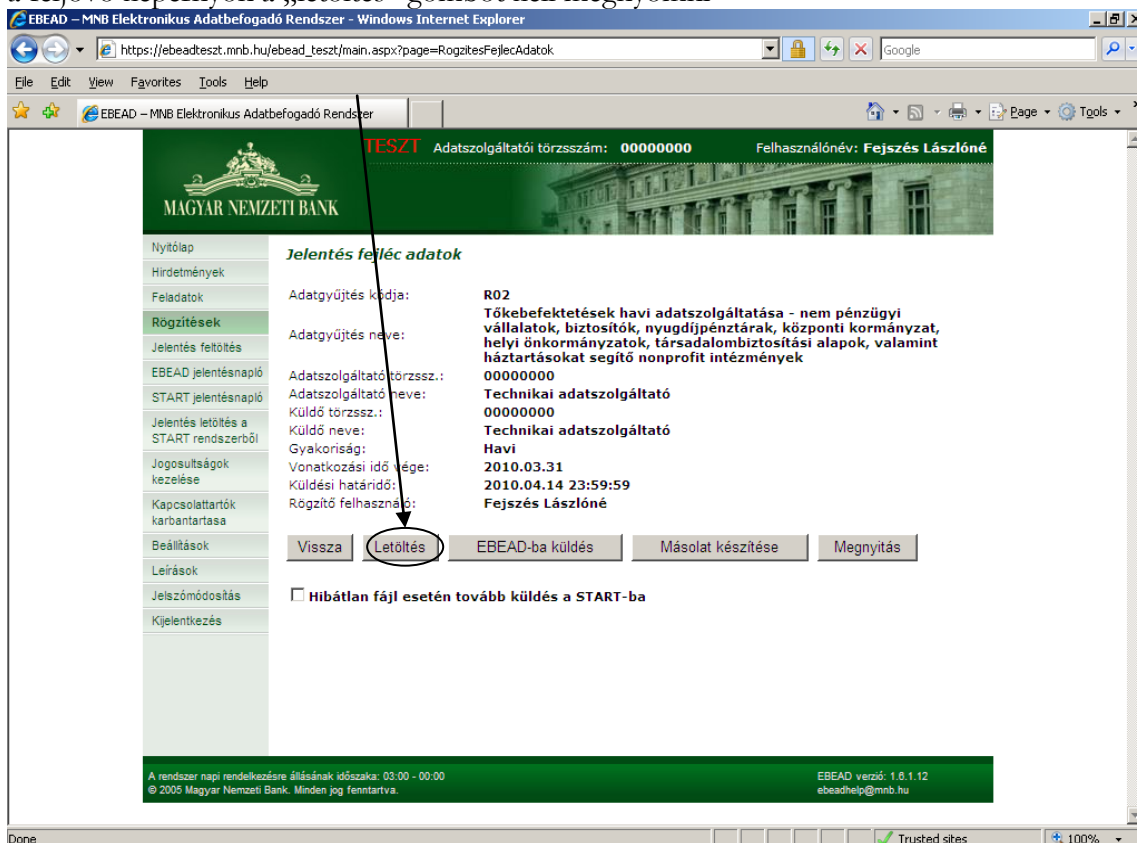 EBEAD – MNB Elektronikus Adatbefogadó Rendszer - Windows Internet Explorer
https://ebeadteszt.mnb.hu/ebead_teszt/main.aspx?page=RogzitesFejlecAdatok
Google
File Edit View Favorites Tools Help
EBEAD – MNB Elektronikus Adatbefogadó Rendszer
Page Tools
TESZT Adatszolgáltatói törzsszám: 00000000 Felhasználónév: Fejszés Lászlóné
MAGYAR NEMZETI BANK
Nyitólap
Hirdetmények
Feladatok
Rögzítések
Jelentés feltöltés
EBEAD jelentésnapló
START jelentésnapló
Jelentés letöltés a
START rendszerből
Jogosultságok
kezelése
Kapcsolattartók
karbantartasa
Beállítások
Leírások
Jelszómódosítás
Kijelentkezés
Jelentés fejléc adatok
Adatgyűjtés kódja: R02
Adatgyűjtés neve: Tőkebefektetések havi adatszolgáltatása - nem pénzügyi
vállalatok, biztosítók, nyugdíjpénztárak, központi kormányzat,
helyi önkormányzatok, társadalombiztosítási alapok, valamint
háztartásokat segítő nonprofit intézmények
Adatszolgáltató törzssz.: 00000000
Adatszolgáltató neve: Technikai adatszolgáltató
Küldő törzssz.: 00000000
Küldő neve: Technikai adatszolgáltató
Gyakoriság: Havi
Vonatkozási idő vége: 2010.03.31
Küldési határidő: 2010.04.14 23:59:59
Rögzítő felhasználó: Fejszés Lászlóné
Vissza Letöltés EBEAD-ba küldés Másolat készítése Megnyitás
Hibátlan fájl esetén tovább küldés a START-ba
A rendszer napi rendelkezésre állásának időszaka: 03:00 - 00:00
© 2005 Magyar Nemzeti Bank. Minden jog fenntartva.
EBEAD verzió: 1.6.1.12
ebeadhelp@mnb.hu
Done Trusted sites 100%